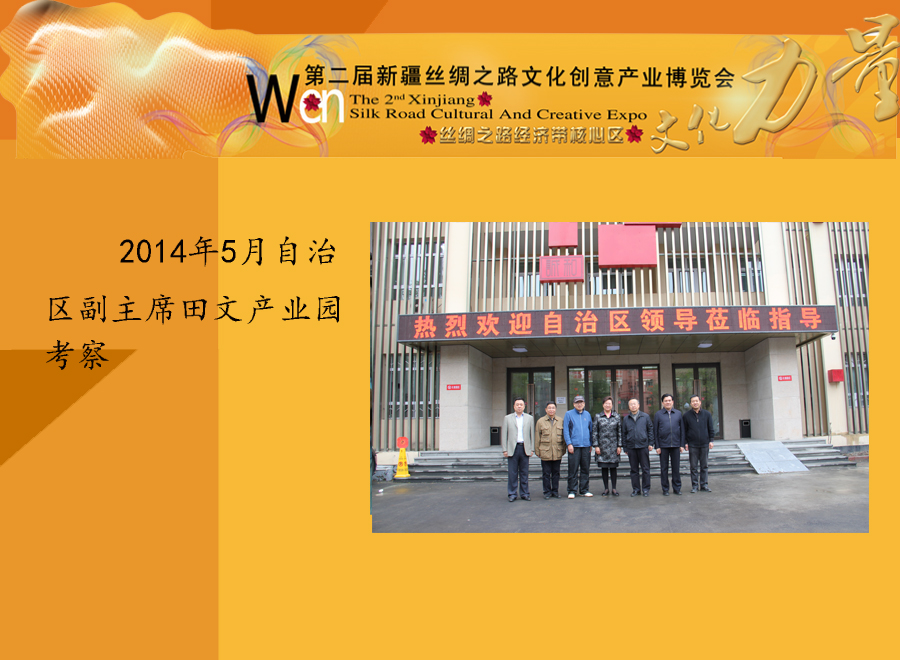 第二届新疆丝绸之路文化创意产业博览会
Wcn
The 2nd Xinjiang
Silk Road Cultural And Creative Expo
丝绸之路经济带核心区
文化力量
2014年5月自治
区副主席田文产业园
考察
热烈欢迎自治区领导莅临指导